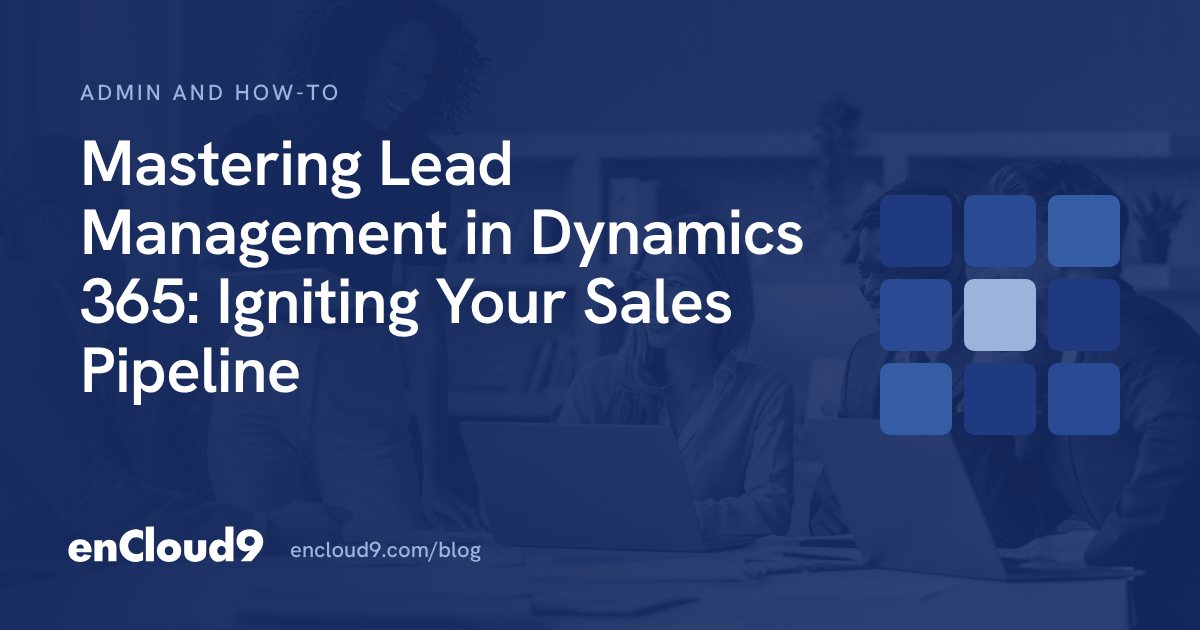 ADMIN AND HOW-TO
Mastering Lead
Management in Dynamics
365: Igniting Your Sales
Pipeline
enCloud9 encloud9.com/blog